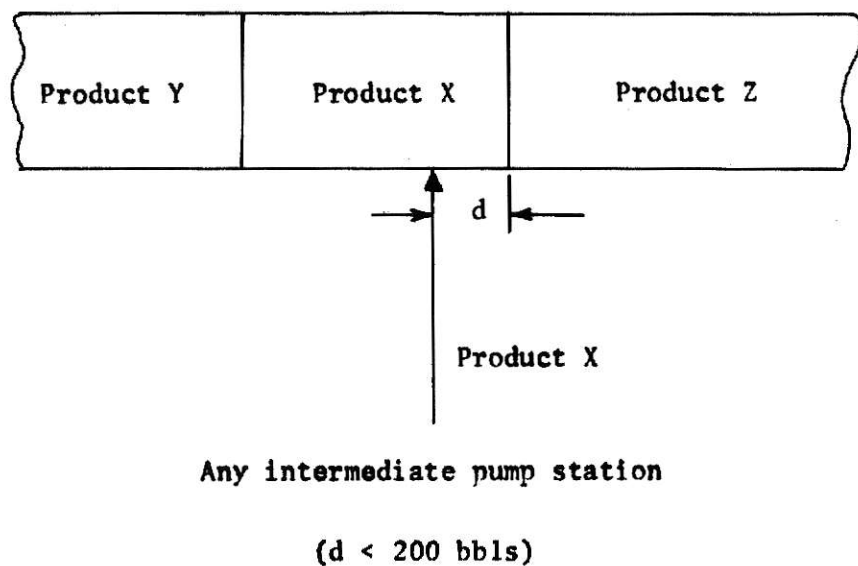 Product Y Product X Product Z
d
Product X
Any intermediate pump station
(d < 200 bbls)